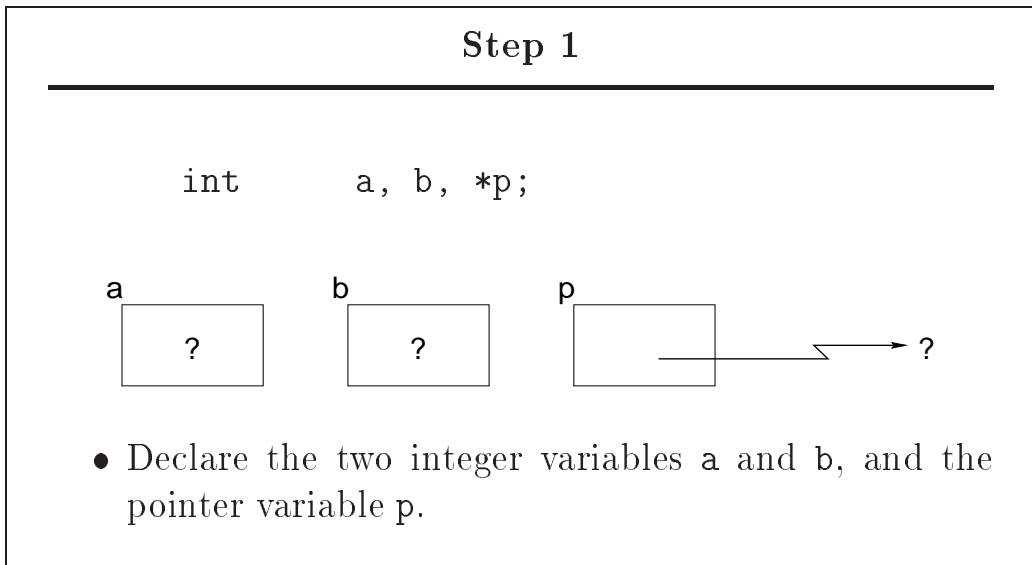 Step 1
int a, b, *p;
a b p
? ? ?
• Declare the two integer variables a and b, and the
pointer variable p.